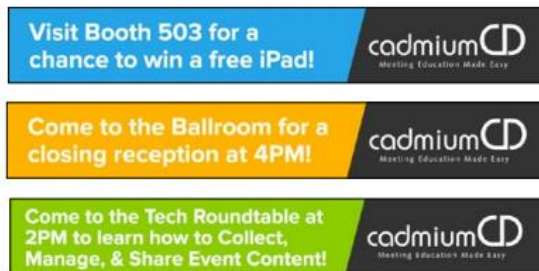 Visit Booth 503 for a
chance to win a free iPad!
cadmiumCD
Meeting Education Made Easy
Come to the Ballroom for a
closing reception at 4PM!
cadmiumCD
Meeting Education Made Easy
Come to the Tech Roundtable at
2PM to learn how to Collect,
Manage, & Share Event Content!
cadmiumCD
Meeting Education Made Easy